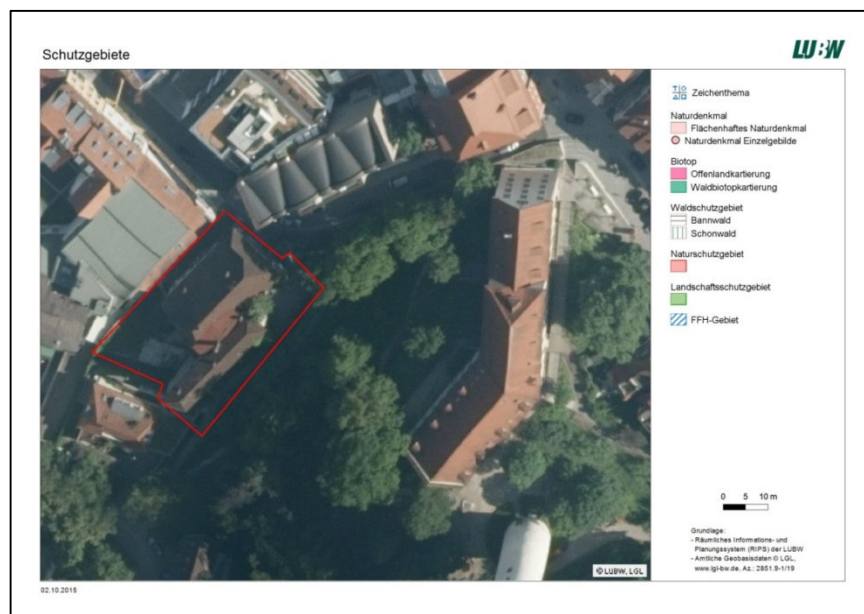 Schutzgebiete
LUBW
Zeichenthema
Naturdenkmal
Flächenhaftes Naturdenkmal
Naturdenkmal Einzelgebilde
Biotop
Offenlandkartierung
Waldbiotopkartierung
Waldschutzgebiet
Bannwald
Schonwald
Naturschutzgebiet
Landschaftsschutzgebiet
FFH-Gebiet
0 5 10 m
Grundlage:
- Räumliches Informations- und
Planungssystem (RIPS) der LUBW
- Amtliche Geobasisdaten © LGL,
www.lgl-bw.de, Az.: 2851.9-1/19
© LUBW, LGL
02.10.2015